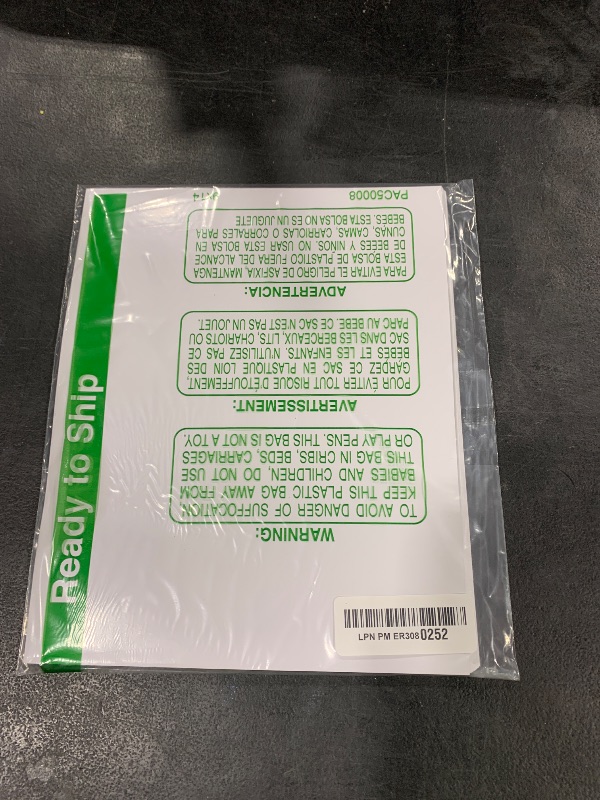 Ready to Ship
WARNING:
TO AVOID DANGER OF SUFFOCATION
KEEP THIS PLASTIC BAG AWAY FROM
BABIES AND CHILDREN, DO NOT USE
THIS BAG IN CRIBS, BEDS, CARRIAGES
OR PLAY PENS. THIS BAG IS NOT A TOY.
AVERTISSEMENT:
POUR ÉVITER TOUT RISQUE D'ÉTOUFFEMENT,
GARDEZ CE SAC EN PLASTIQUE LOIN DES
BEBES ET LES ENFANTS. N'UTILISEZ PAS CE
SAC DANS LES BERCEAUX, LITS, CHARIOTS OU
PARC AU BEBE. CE SAC N'EST PAS UN JOUET.
ADVERTENCIA:
PARA EVITAR EL PELIGRO DE ASFIXIA, MANTENGA
ESTA BOLSA DE PLASTICO FUERA DEL ALCANCE
DE BEBES Y NIÑOS. NO USAR ESTA BOLSA EN
CUNAS, CAMAS, CARRIOLAS O CORRALES PARA
BEBES. ESTA BOLSA NO ES UN JUGUETE
PAC50008
LPN PM ER308 0252